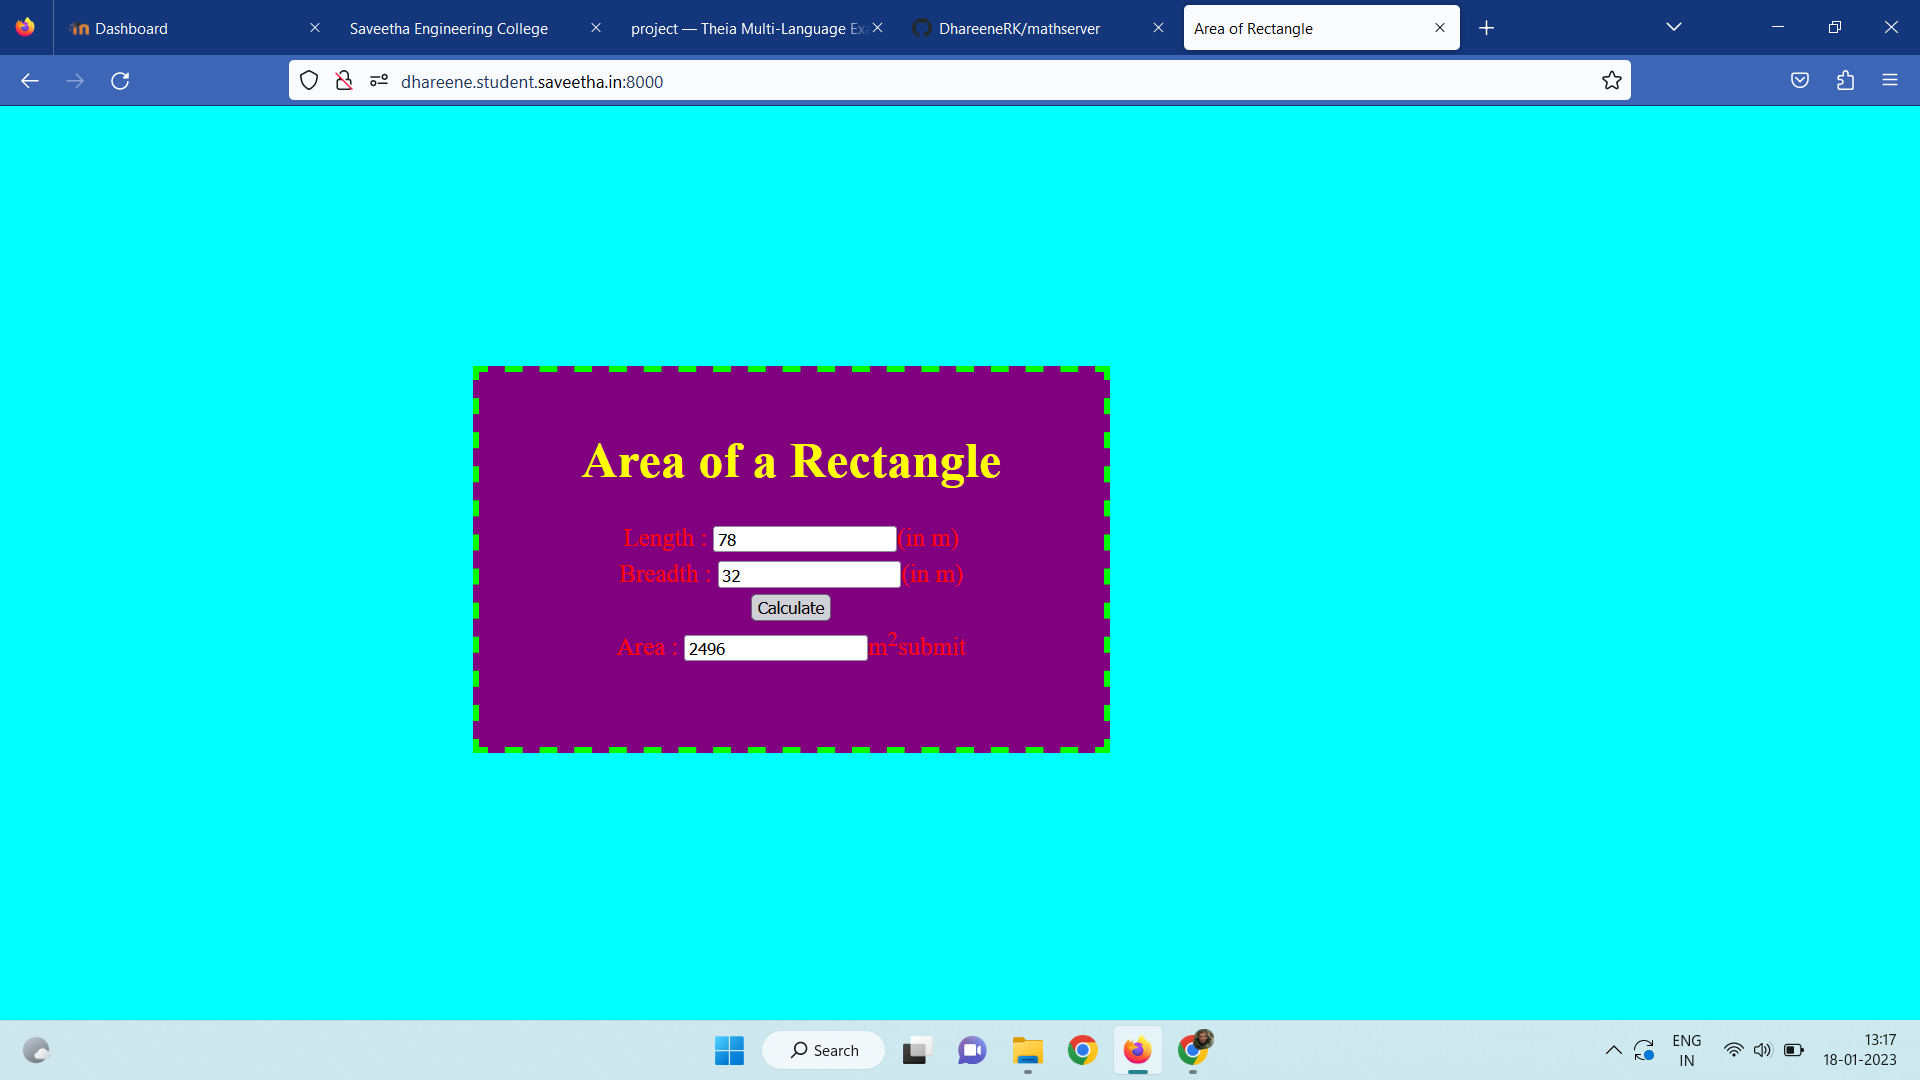 Dashboard
Saveetha Engineering College
project — Theia Multi-Language Ex
DhareeneRK/mathserver
Area of Rectangle
dhareene.student.saveetha.in:8000
Area of a Rectangle
Length : 78 (in m)
Breadth : 32 (in m)
Calculate
Area : 2496 m²submit
Search
ENG
IN
13:17
18-01-2023